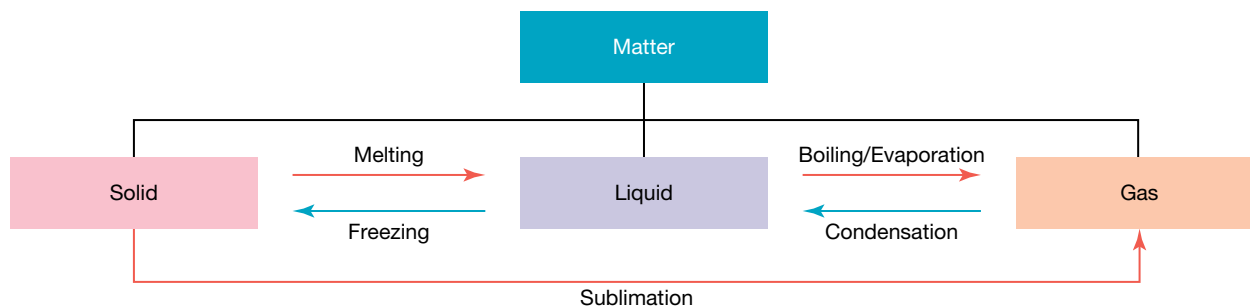 Matter
Melting
Boiling/Evaporation
Solid
Liquid
Gas
Freezing
Condensation
Sublimation